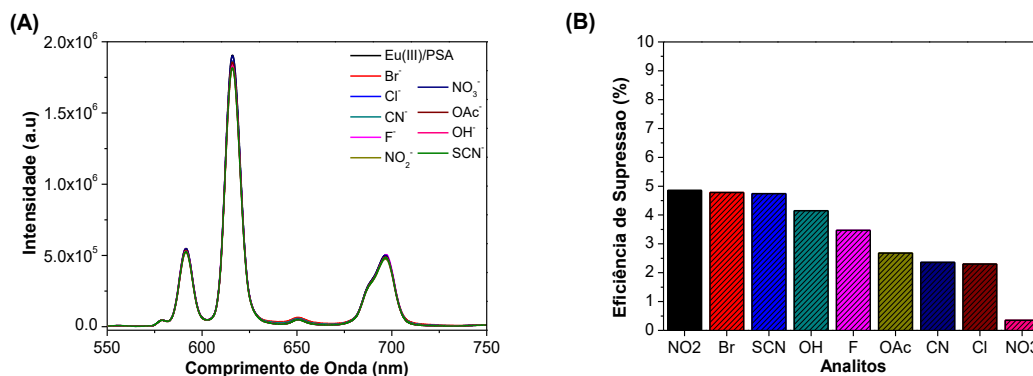 (A)
2.0x10⁶
1.5x10⁶
1.0x10⁶
5.0x10⁵
0.0
Intensidade (a.u)
550 600 650 700 750
Comprimento de Onda (nm)
Eu(III)/PSA
Br⁻
Cl⁻
CN⁻
F⁻
NO₂⁻
NO₃⁻
OAc⁻
OH⁻
SCN⁻
(B)
10
9
8
7
6
5
4
3
2
1
0
Eficiência de Supressao (%)
NO2 Br SCN OH F OAc CN Cl NO3
Analitos